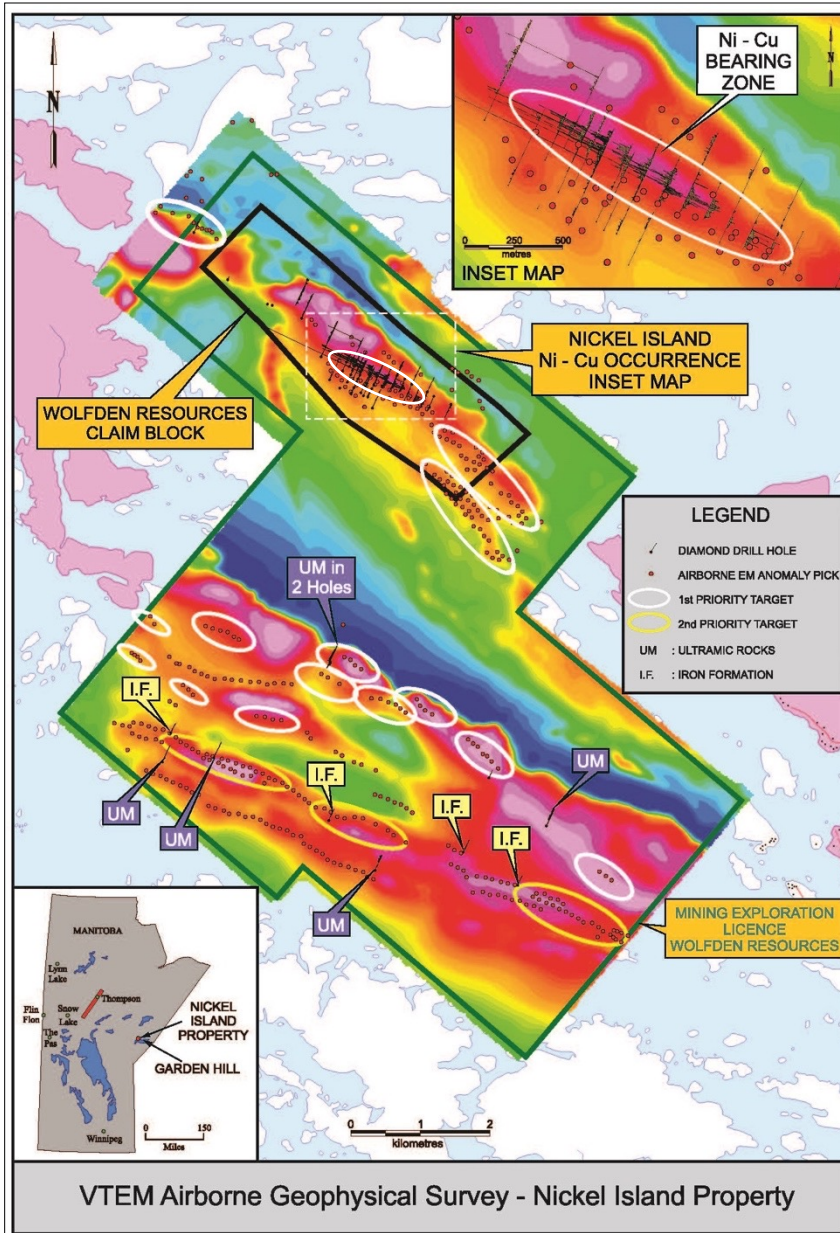 N
Ni - Cu
BEARING
ZONE
0 250 500
metres
INSET MAP
NICKEL ISLAND
Ni - Cu OCCURRENCE
INSET MAP
WOLFDEN RESOURCES
CLAIM BLOCK
LEGEND
DIAMOND DRILL HOLE
AIRBORNE EM ANOMALY PICK
1st PRIORITY TARGET
2nd PRIORITY TARGET
UM : ULTRAMIC ROCKS
I.F. : IRON FORMATION
UM in
2 Holes
I.F.
UM
UM
I.F.
UM
I.F.
I.F.
UM
MINING EXPLORATION
LICENCE
WOLFDEN RESOURCES
MANITOBA
Lynn
Lake
Thompson
Flin
Flon
Snow
Lake
The
Pas
NICKEL
ISLAND
PROPERTY
GARDEN HILL
Winnipeg
0 150
Miles
0 1 2
kilometres
VTEM Airborne Geophysical Survey - Nickel Island Property